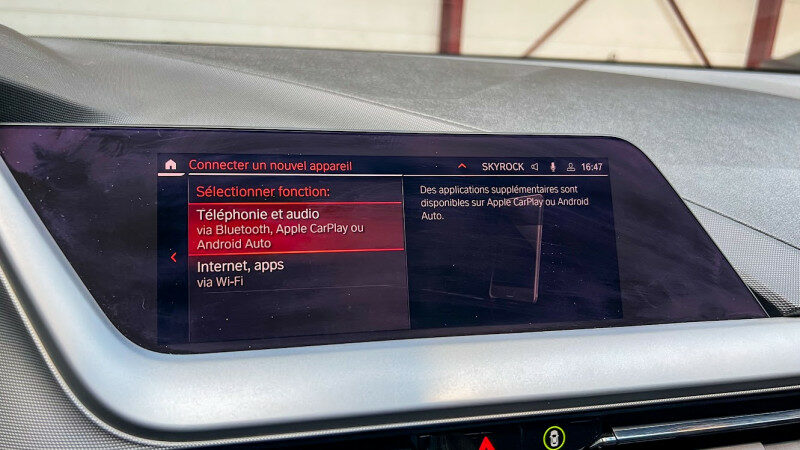 Connecter un nouvel appareil
SKYROCK 16:47
Sélectionner fonction:
Téléphonie et audio
via Bluetooth, Apple CarPlay ou
Android Auto
Internet, apps
via Wi-Fi
Des applications supplémentaires sont
disponibles sur Apple CarPlay ou Android
Auto.